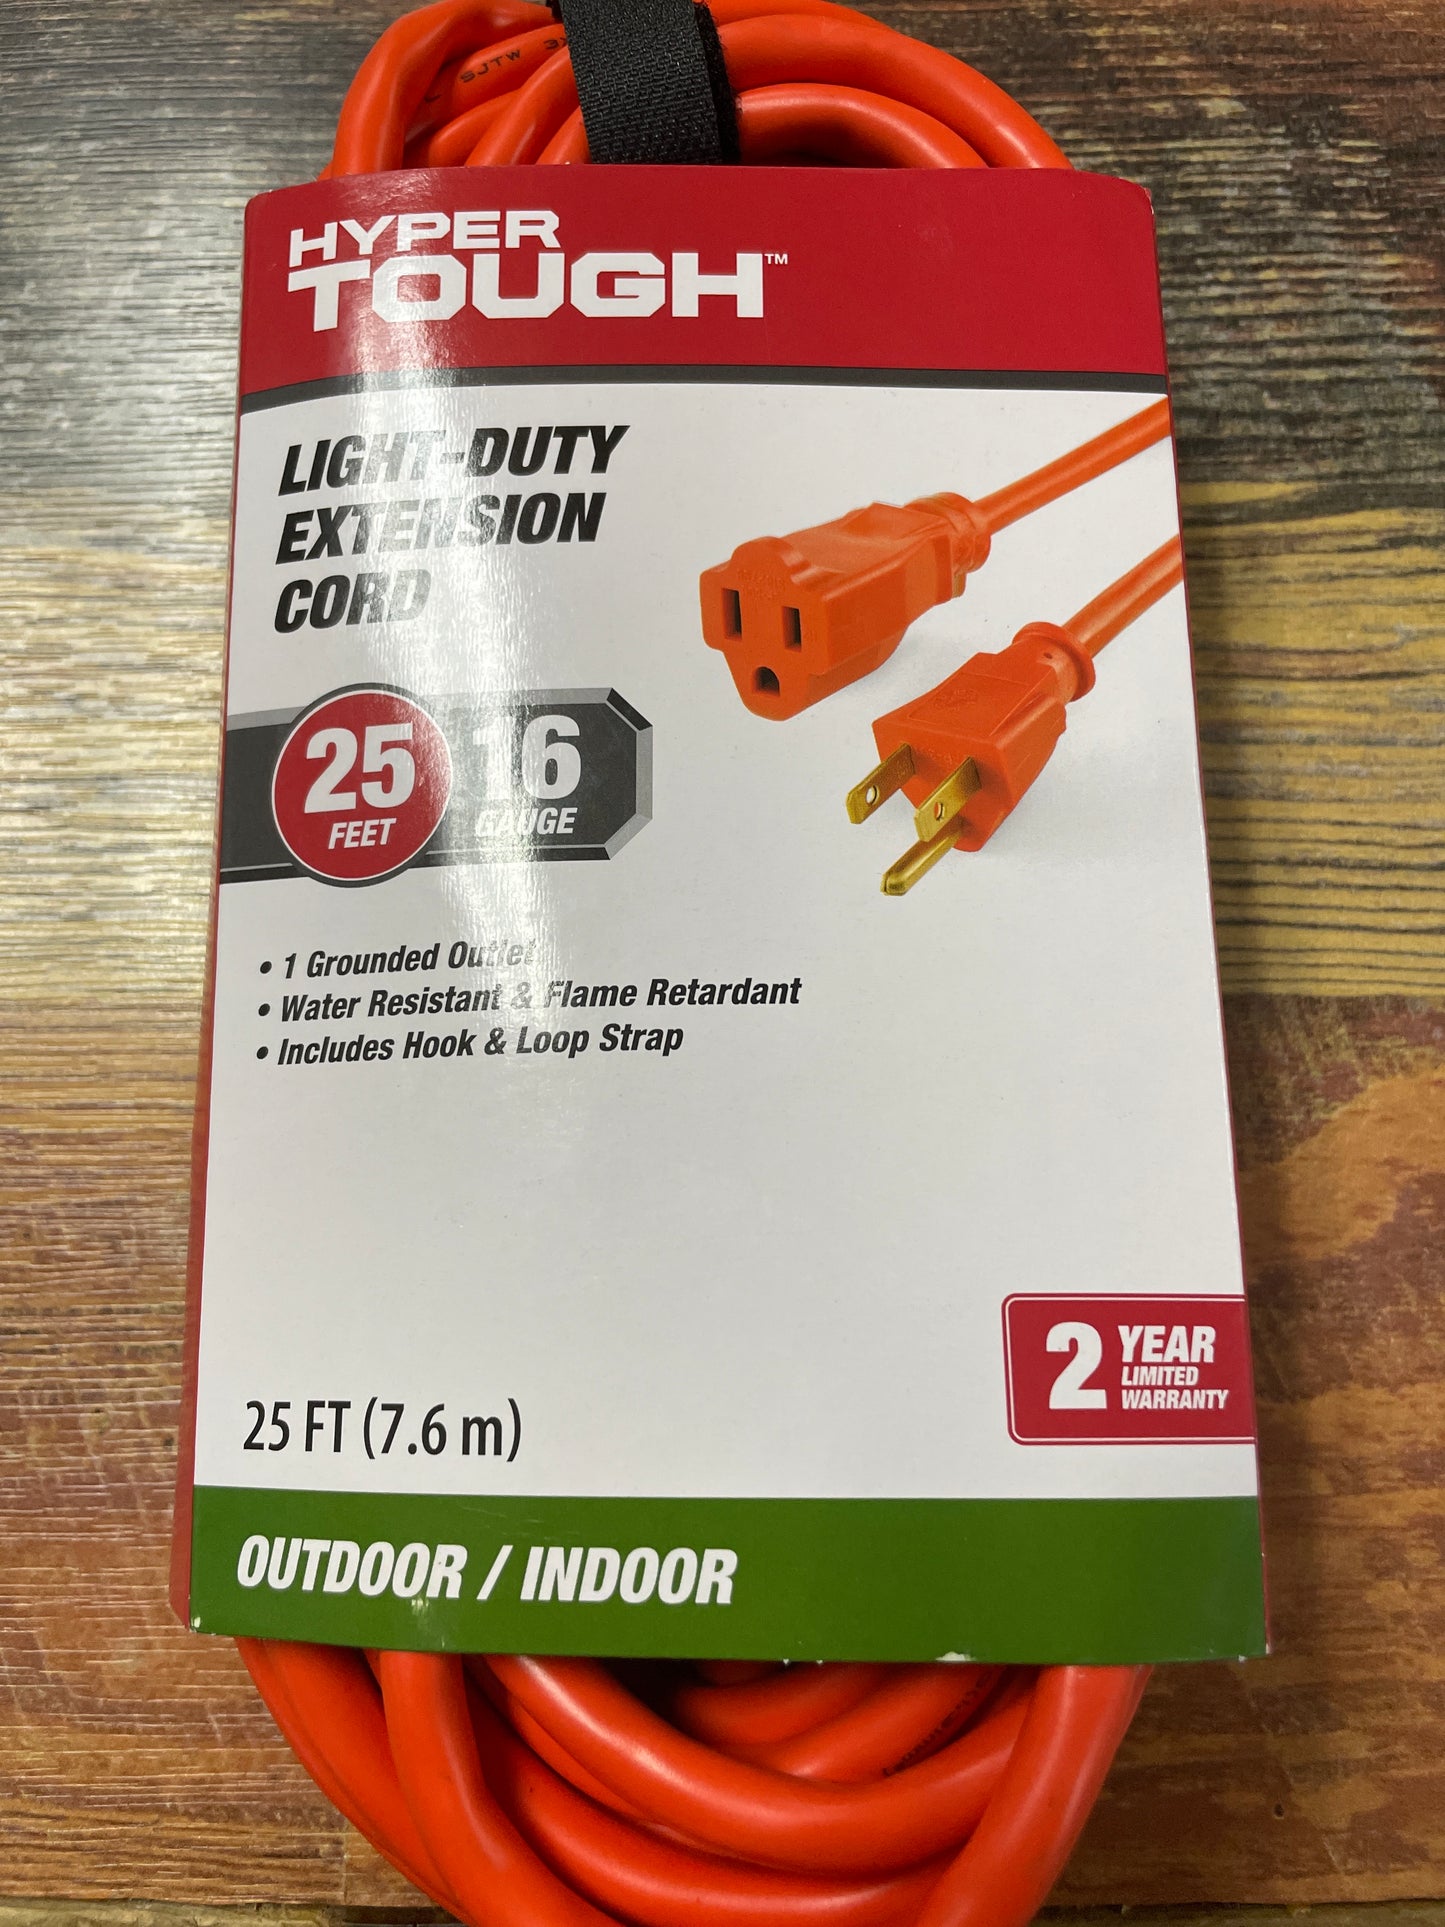 SJTW
HYPER
TOUGH™
LIGHT-DUTY
EXTENSION
CORD
25
FEET
16
GAUGE
• 1 Grounded Outlet
• Water Resistant & Flame Retardant
• Includes Hook & Loop Strap
2 YEAR
LIMITED
WARRANTY
25 FT (7.6 m)
OUTDOOR / INDOOR